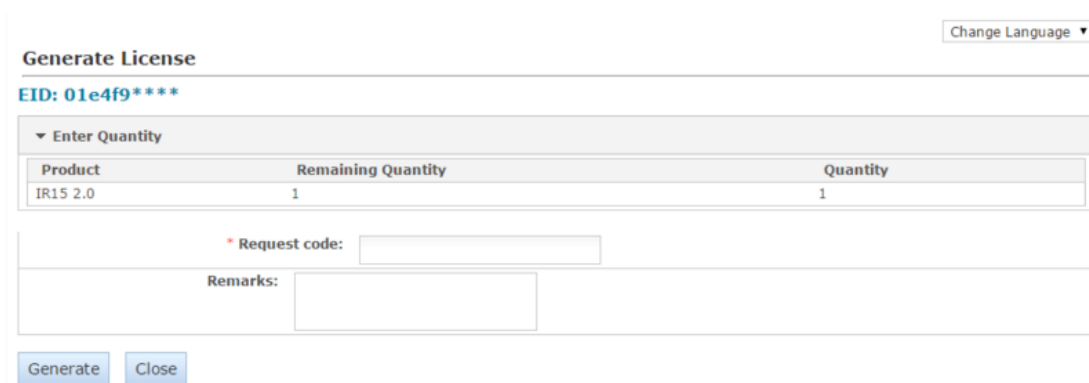 Change Language ▼
Generate License
EID: 01e4f9****
▼ Enter Quantity
Product Remaining Quantity Quantity
IR15 2.0 1 1
* Request code:
Remarks:
Generate Close